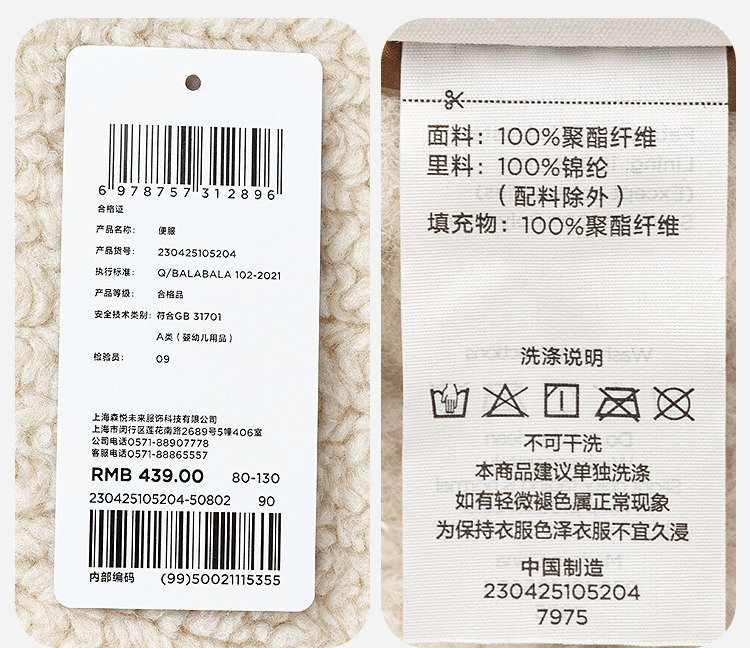 6 978757 312896
合格证
产品名称: 便服
产品货号: 230425105204
执行标准: Q/BALABALA 102-2021
产品等级: 合格品
安全技术类别: 符合GB 31701
A类(婴幼儿用品)
检验员: 09
上海森悦未来服饰科技有限公司
上海市闵行区莲花南路2689号5幢406室
公司电话0571-88907778
客服电话0571-88865557
RMB 439.00 80-130
230425105204-50802 90
内部编码 (99)50021115355
面料: 100%聚酯纤维
里料: 100%锦纶
(配料除外)
填充物: 100%聚酯纤维
洗涤说明
不可干洗
本商品建议单独洗涤
如有轻微褪色属正常现象
为保持衣服色泽衣服不宜久浸
中国制造
230425105204
7975